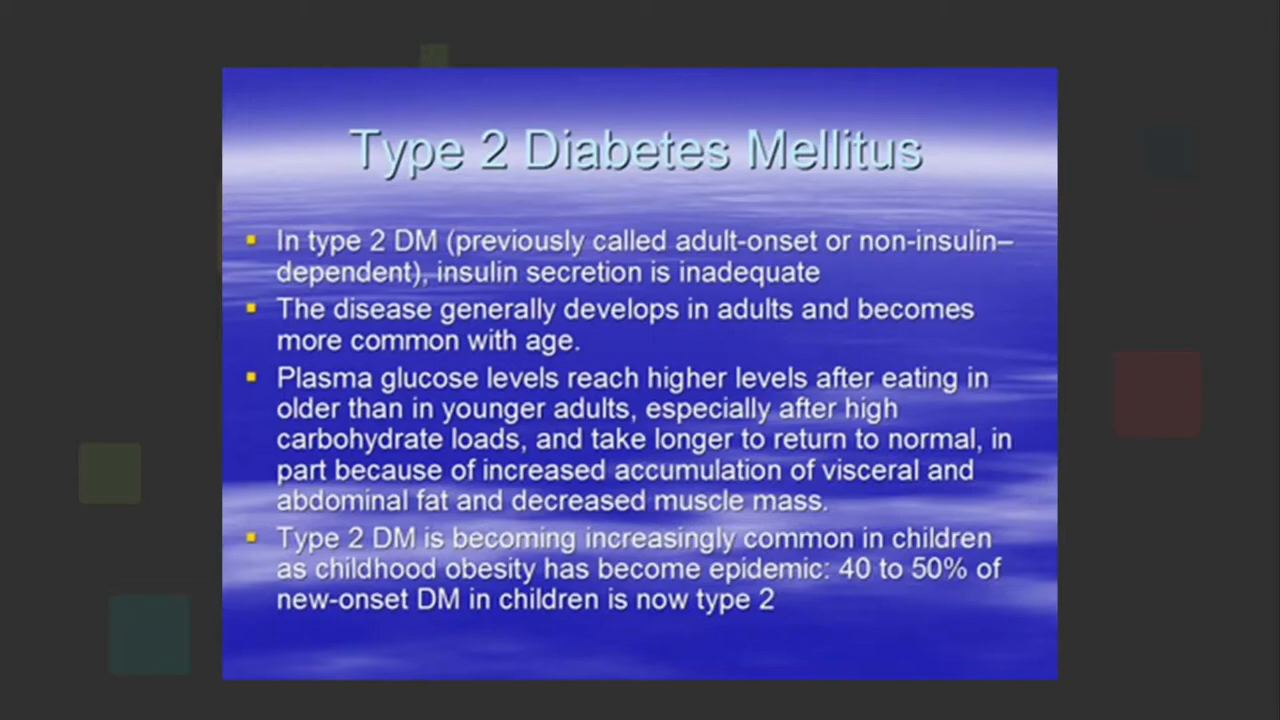 Type 2 Diabetes Mellitus
In type 2 DM (previously called adult-onset or non-insulin–
dependent), insulin secretion is inadequate
The disease generally develops in adults and becomes
more common with age.
Plasma glucose levels reach higher levels after eating in
older than in younger adults, especially after high
carbohydrate loads, and take longer to return to normal, in
part because of increased accumulation of visceral and
abdominal fat and decreased muscle mass.
Type 2 DM is becoming increasingly common in children
as childhood obesity has become epidemic: 40 to 50% of
new-onset DM in children is now type 2